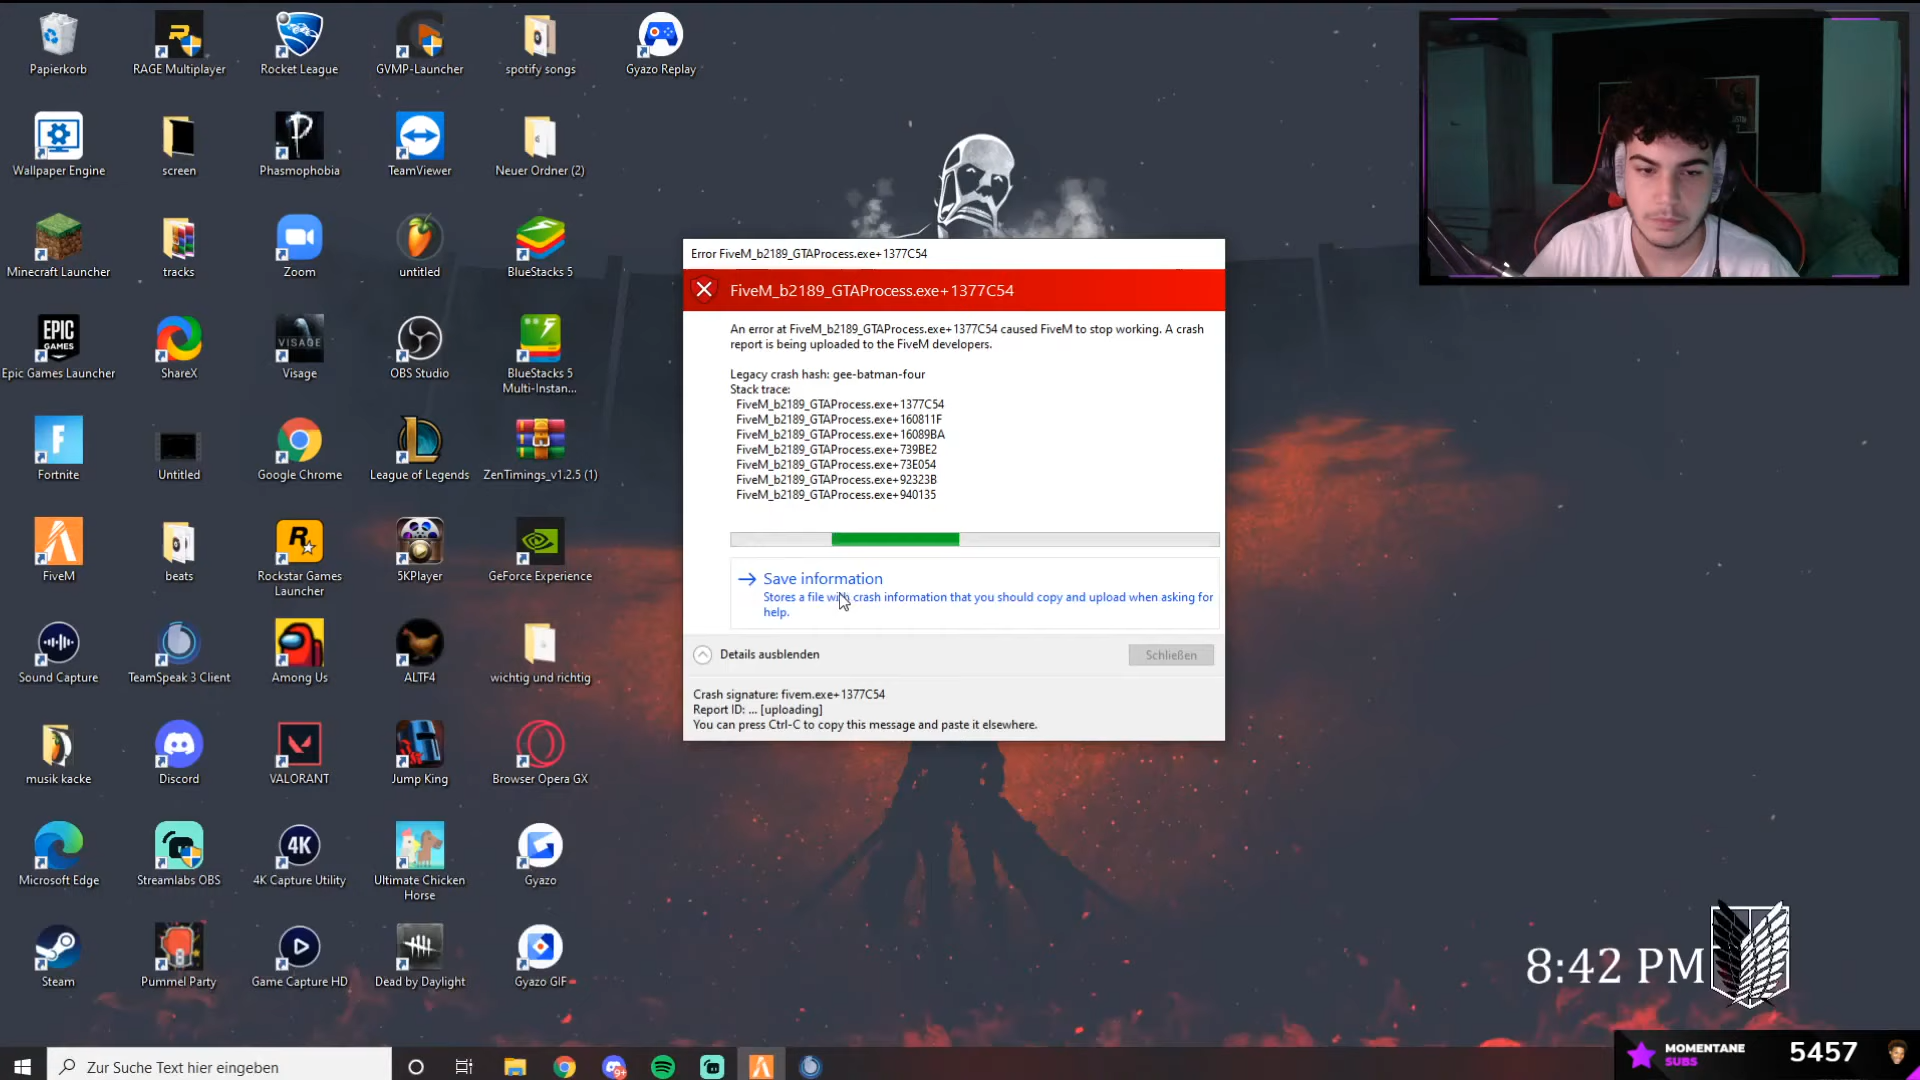 Papierkorb
RAGE Multiplayer
Rocket League
GVMP-Launcher
spotify songs
Gyazo Replay
Wallpaper Engine
screen
Phasmophobia
TeamViewer
Neuer Ordner (2)
Minecraft Launcher
tracks
Zoom
untitled
BlueStacks 5
EPIC
GAMES
Epic Games Launcher
ShareX
VISAGE
Visage
OBS Studio
BlueStacks 5
Multi-Instan...
Fortnite
Untitled
Google Chrome
League of Legends
ZenTimings_v1.2.5 (1)
FiveM
beats
Rockstar Games
Launcher
5KPlayer
GeForce Experience
Sound Capture
TeamSpeak 3 Client
Among Us
ALTF4
wichtig und richtig
musik kacke
Discord
VALORANT
Jump King
Browser Opera GX
4K
Microsoft Edge
Streamlabs OBS
4K Capture Utility
Ultimate Chicken
Horse
Gyazo
Steam
Pummel Party
Game Capture HD
Dead by Daylight
Gyazo GIF
Error FiveM_b2189_GTAProcess.exe+1377C54
FiveM_b2189_GTAProcess.exe+1377C54
An error at FiveM_b2189_GTAProcess.exe+1377C54 caused FiveM to stop working. A crash
report is being uploaded to the FiveM developers.
Legacy crash hash: gee-batman-four
Stack trace:
FiveM_b2189_GTAProcess.exe+1377C54
FiveM_b2189_GTAProcess.exe+160811F
FiveM_b2189_GTAProcess.exe+16089BA
FiveM_b2189_GTAProcess.exe+739BE2
FiveM_b2189_GTAProcess.exe+73E054
FiveM_b2189_GTAProcess.exe+92323B
FiveM_b2189_GTAProcess.exe+940135
Save information
Stores a file with crash information that you should copy and upload when asking for
help.
Details ausblenden
Schließen
Crash signature: fivem.exe+1377C54
Report ID: ... [uploading]
You can press Ctrl-C to copy this message and paste it elsewhere.
8:42 PM
Zur Suche Text hier eingeben
MOMENTANE
SUBS
5457